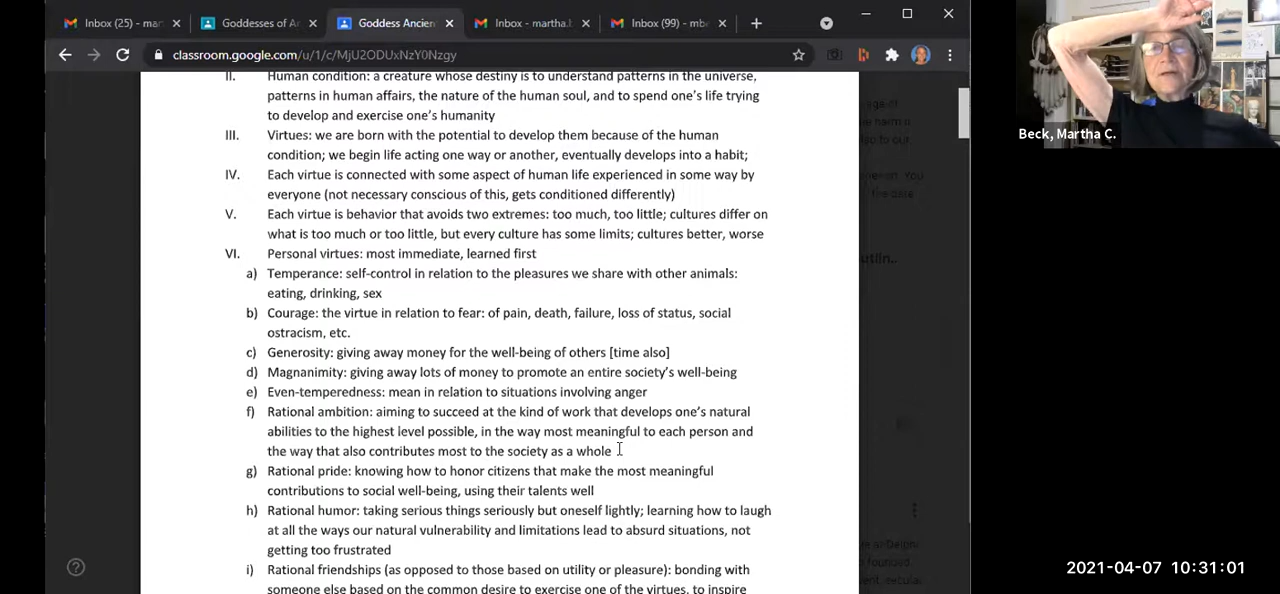 Inbox (25) - mar
Goddesses of Ar
Goddess Ancien
Inbox - martha.l
Inbox (99) - mb
classroom.google.com/u/1/c/MjU2ODUxNzY0Nzgy
II. Human condition: a creature whose destiny is to understand patterns in the universe,
patterns in human affairs, the nature of the human soul, and to spend one's life trying
to develop and exercise one's humanity
III. Virtues: we are born with the potential to develop them because of the human
condition; we begin life acting one way or another, eventually develops into a habit;
IV. Each virtue is connected with some aspect of human life experienced in some way by
everyone (not necessary conscious of this, gets conditioned differently)
V. Each virtue is behavior that avoids two extremes: too much, too little; cultures differ on
what is too much or too little, but every culture has some limits; cultures better, worse
VI. Personal virtues: most immediate, learned first
a) Temperance: self-control in relation to the pleasures we share with other animals:
eating, drinking, sex
b) Courage: the virtue in relation to fear: of pain, death, failure, loss of status, social
ostracism, etc.
c) Generosity: giving away money for the well-being of others [time also]
d) Magnanimity: giving away lots of money to promote an entire society's well-being
e) Even-temperedness: mean in relation to situations involving anger
f) Rational ambition: aiming to succeed at the kind of work that develops one's natural
abilities to the highest level possible, in the way most meaningful to each person and
the way that also contributes most to the society as a whole
g) Rational pride: knowing how to honor citizens that make the most meaningful
contributions to social well-being, using their talents well
h) Rational humor: taking serious things seriously but oneself lightly; learning how to laugh
at all the ways our natural vulnerability and limitations lead to absurd situations, not
getting too frustrated
i) Rational friendships (as opposed to those based on utility or pleasure): bonding with
someone else based on the common desire to exercise one of the virtues, to inspire
Beck, Martha C.
2021-04-07 10:31:01